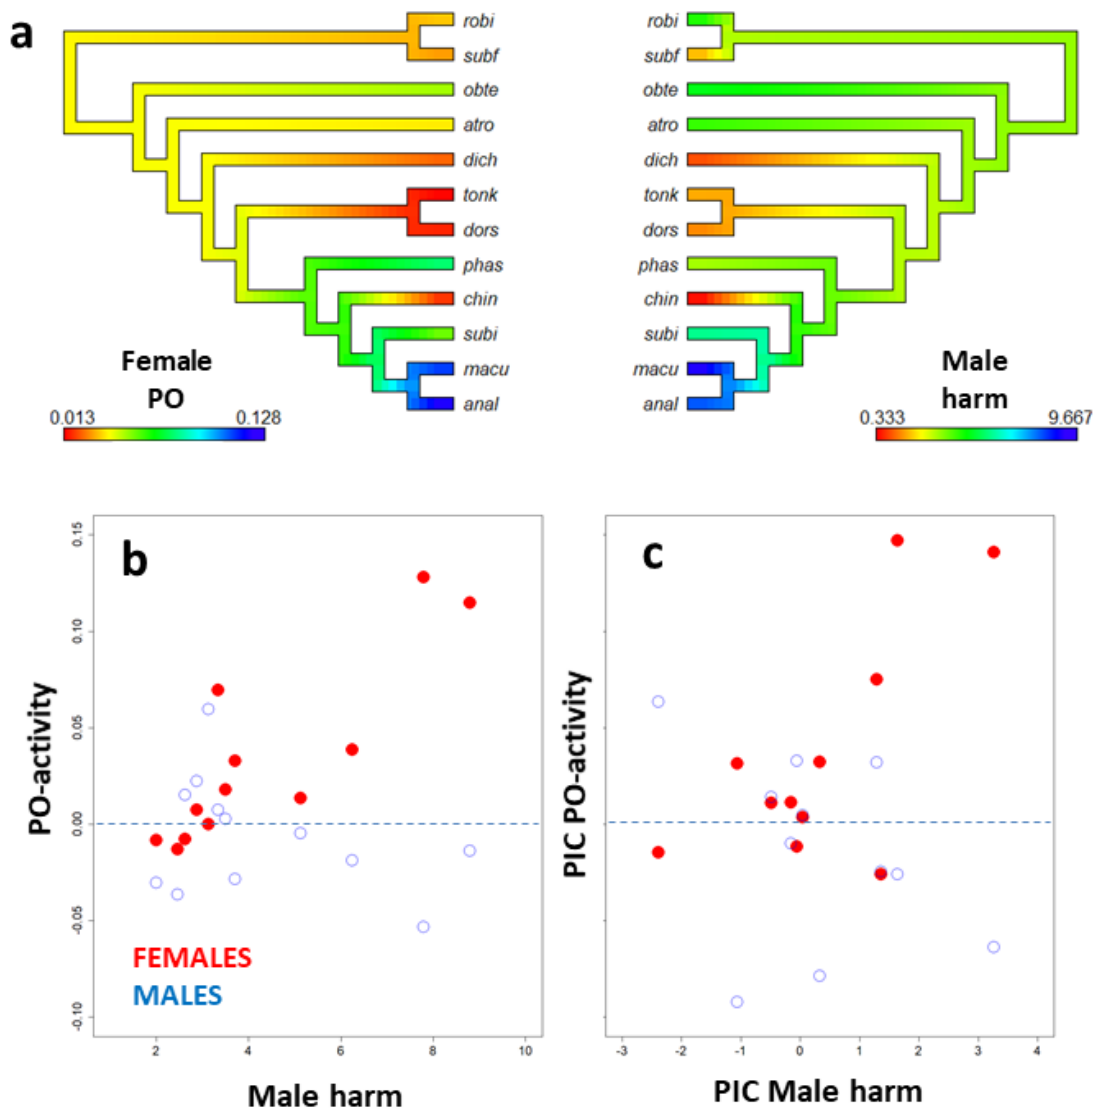 a
robi
subf
obte
atro
dich
tonk
dors
phas
chin
subi
macu
anal
Female
PO
0.013 0.128
robi
subf
obte
atro
dich
tonk
dors
phas
chin
subi
macu
anal
Male
harm
0.333 9.667
b
PO-activity
0.15
0.10
0.05
0.00
-0.05
-0.10
FEMALES
MALES
2 4 6 8 10
Male harm
c
PIC PO-activity
-3 -2 -1 0 1 2 3 4
PIC Male harm